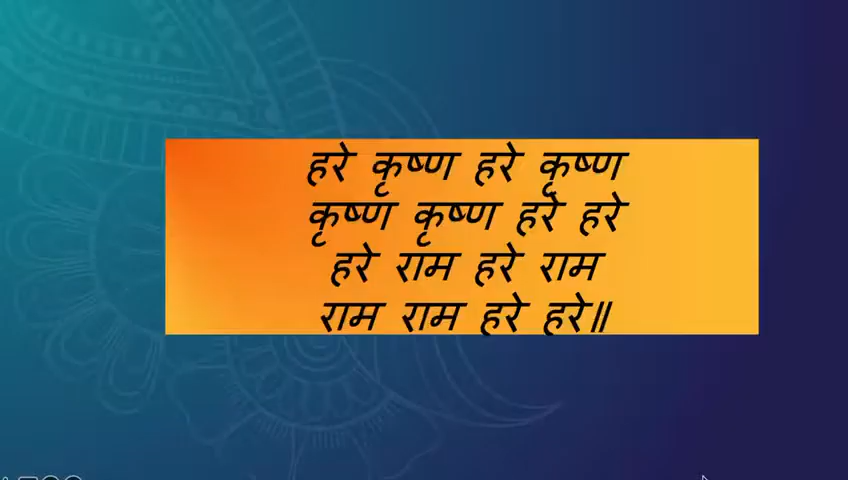 हरे कृष्ण हरे कृष्ण
कृष्ण कृष्ण हरे हरे
हरे राम हरे राम
राम राम हरे हरे॥